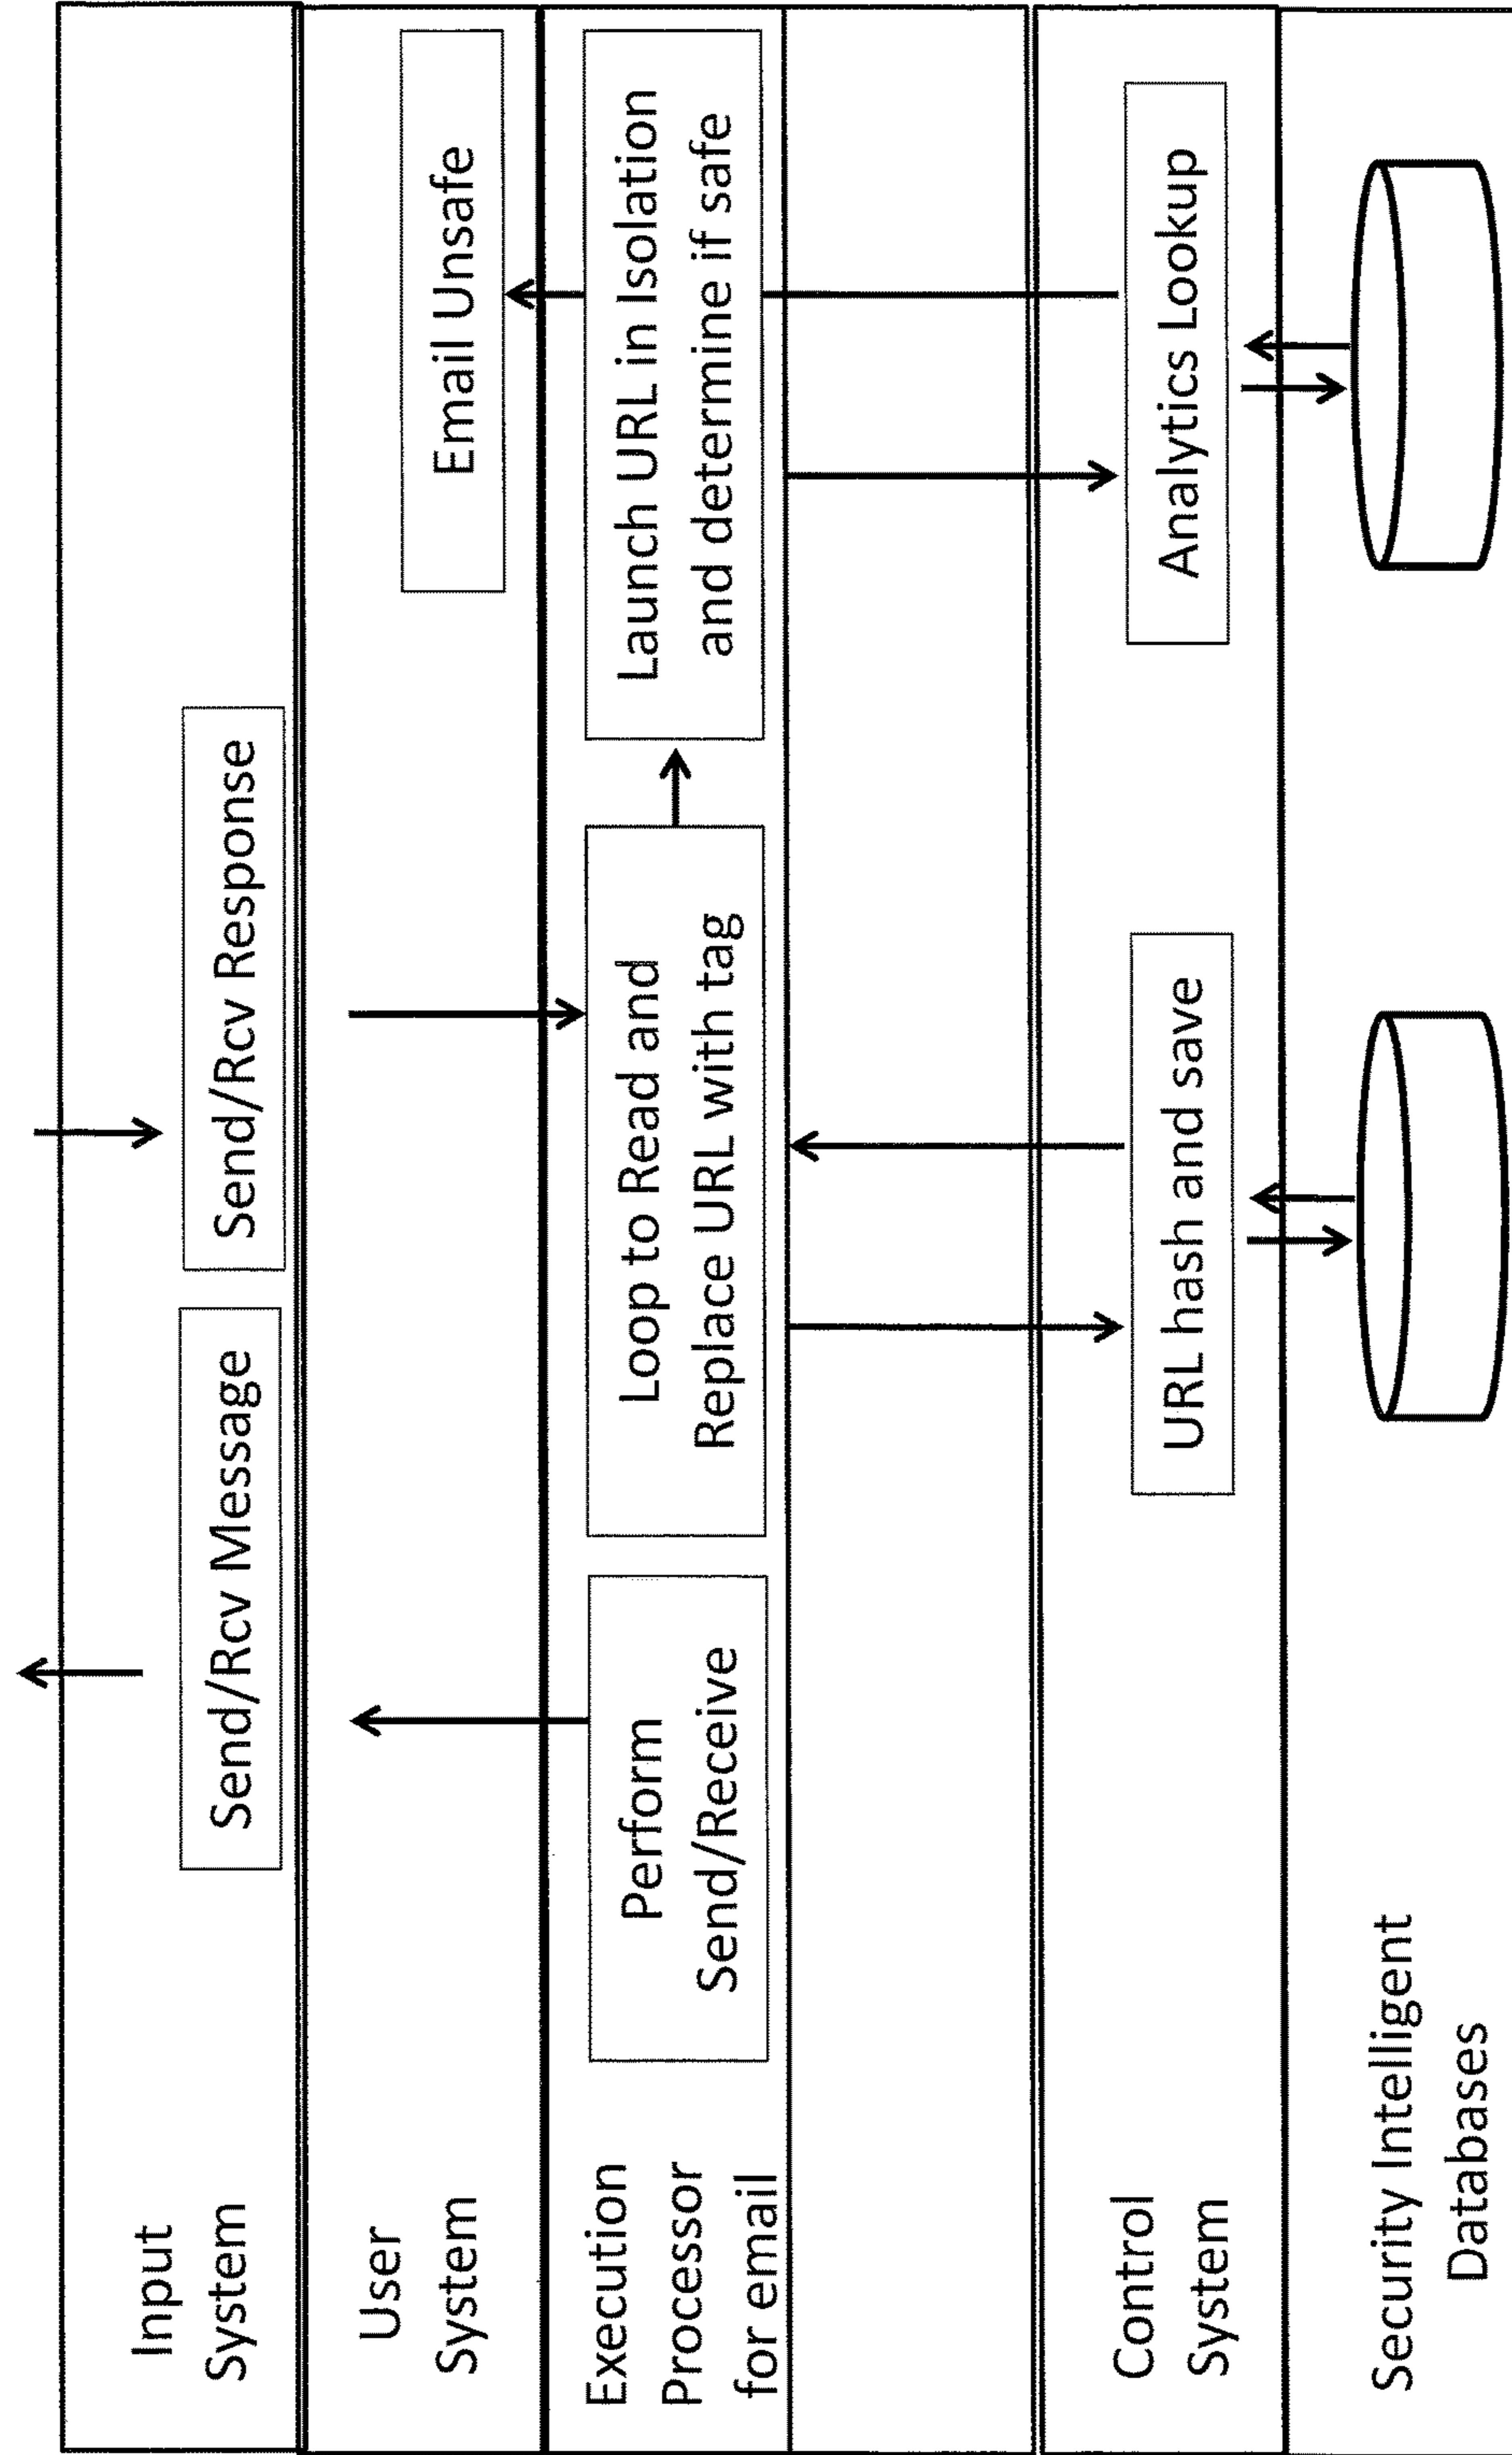 Input
System
Send/Rcv Message
Send/Rcv Response
User
System
Email Unsafe
Execution
Processor
for email
Perform
Send/Receive
Loop to Read and
Replace URL with tag
Launch URL in Isolation
and determine if safe
Control
System
URL hash and save
Analytics Lookup
Security Intelligent
Databases